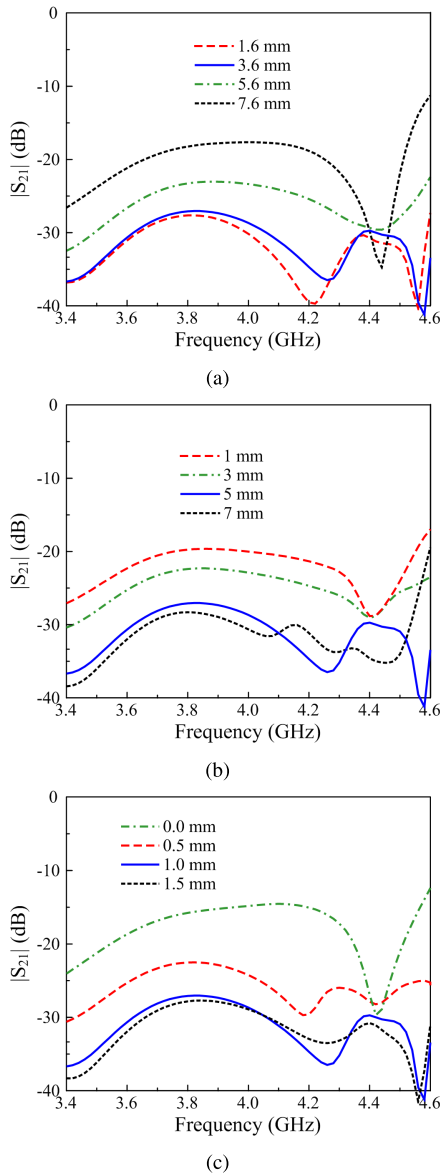 0
1.6 mm
3.6 mm
5.6 mm
7.6 mm
-10
-20
-30
-40
|S21| (dB)
3.4 3.6 3.8 4.0 4.2 4.4 4.6
Frequency (GHz)
(a)
0
1 mm
3 mm
5 mm
7 mm
-10
-20
-30
-40
|S21| (dB)
3.4 3.6 3.8 4.0 4.2 4.4 4.6
Frequency (GHz)
(b)
0
0.0 mm
0.5 mm
1.0 mm
1.5 mm
-10
-20
-30
-40
|S21| (dB)
3.4 3.6 3.8 4.0 4.2 4.4 4.6
Frequency (GHz)
(c)